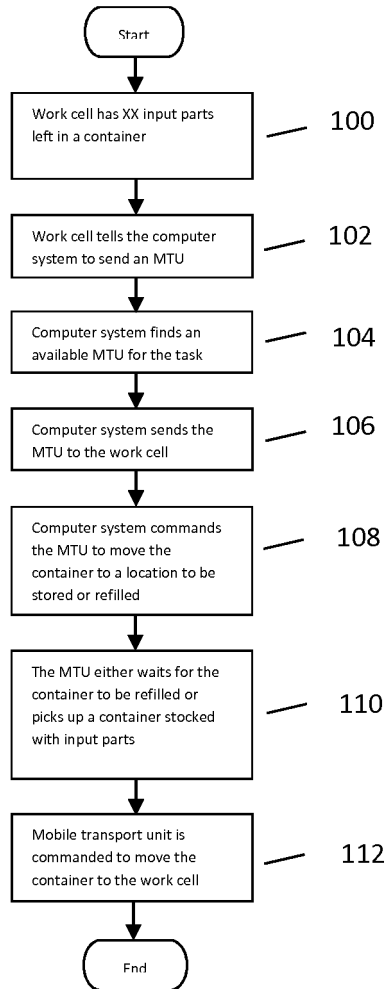 Start
Work cell has XX input parts
left in a container
100
Work cell tells the computer
system to send an MTU
102
Computer system finds an
available MTU for the task
104
Computer system sends the
MTU to the work cell
106
Computer system commands
the MTU to move the
container to a location to be
stored or refilled
108
The MTU either waits for the
container to be refilled or
picks up a container stocked
with input parts
110
Mobile transport unit is
commanded to move the
container to the work cell
112
End